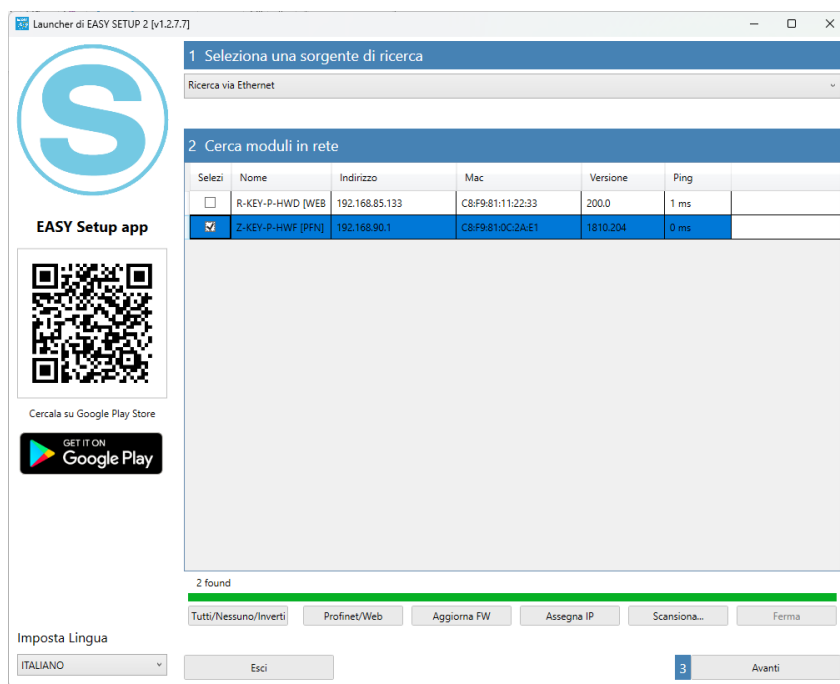 Launcher di EASY SETUP 2 [v1.2.7.7]
S
EASY Setup app
Cercala su Google Play Store
GET IT ON
Google Play
Imposta Lingua
ITALIANO
1 Seleziona una sorgente di ricerca
Ricerca via Ethernet
2 Cerca moduli in rete
Selezi Nome Indirizzo Mac Versione Ping
R-KEY-P-HWD [WEB 192.168.85.133 C8:F9:81:11:22:33 200.0 1 ms
Z-KEY-P-HWF [PFN] 192.168.90.1 C8:F9:81:0C:2A:E1 1810.204 0 ms
2 found
Tutti/Nessuno/Inverti Profinet/Web Aggiorna FW Assegna IP Scansiona... Ferma
Esci 3 Avanti